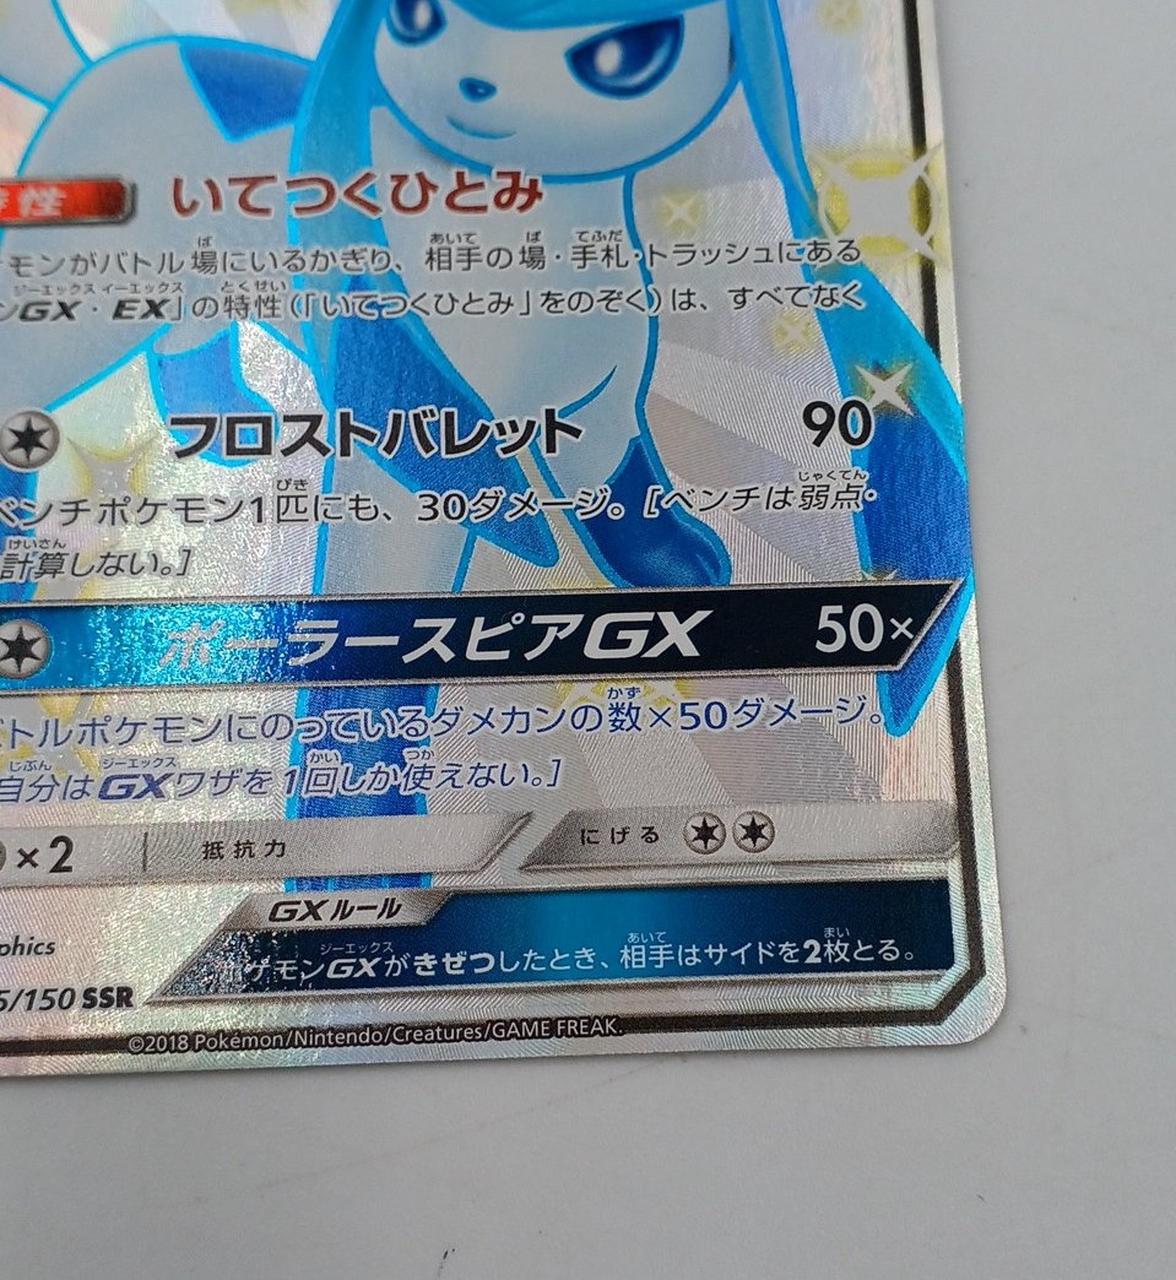 性 いてつくひとみ
モンがバトル場にいるかぎり、相手の場・手札・トラッシュにある
GX・EX」の特性(「いてつくひとみ」をのぞく)は、すべてなく
フロストバレット 90
ベンチポケモン1匹にも、30ダメージ。[ベンチは弱点・
計算しない。]
ポーラースピアGX 50×
バトルポケモンにのっているダメカンの数×50ダメージ。
自分はGXワザを1回しか使えない。]
×2 抵抗力 にげる
GXルール
phics ポケモンGXがきぜつしたとき、相手はサイドを2枚とる。
5/150 SSR
©2018 Pokémon/Nintendo/Creatures/GAME FREAK.